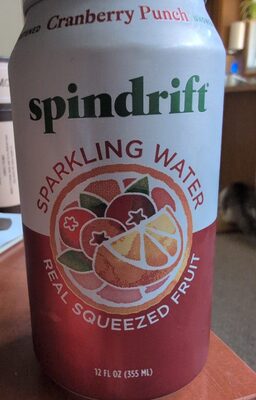 Cranberry Punch
spindrift
SPARKLING WATER
REAL SQUEEZED FRUIT
12 FL OZ (355 ML)